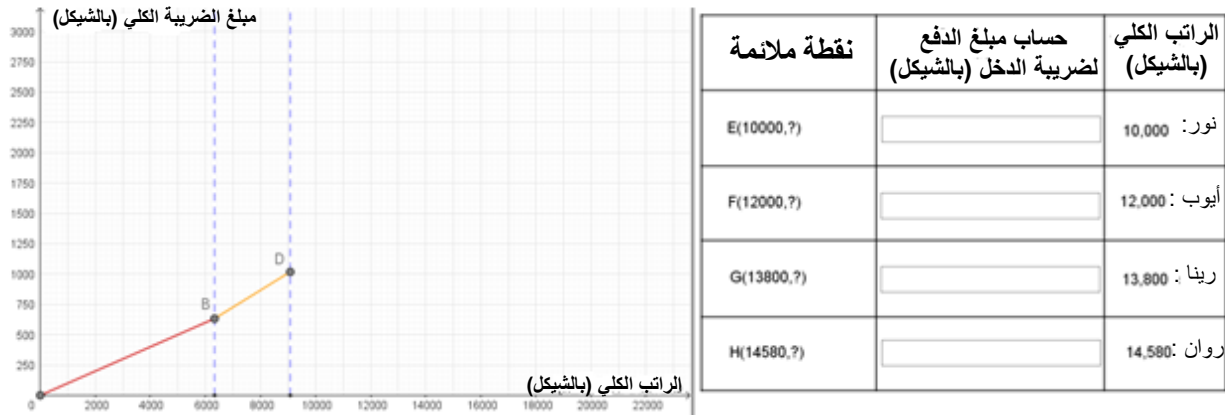 مبلغ الضريبة الكلي (بالشيكل)
3000
2750
2500
2250
2000
1750
1500
1250
1000
750
500
250
D
B
الراتب الكلي (بالشيكل)
0 2000 4000 6000 8000 10000 12000 14000 16000 18000 20000 22000
الراتب الكلي (بالشيكل)
حساب مبلغ الدفع لضريبة الدخل (بالشيكل)
نقطة ملائمة
نور: 10,000
E(10000,?)
أيوب: 12,000
F(12000,?)
رينا: 13,800
G(13800,?)
روان: 14,580
H(14580,?)